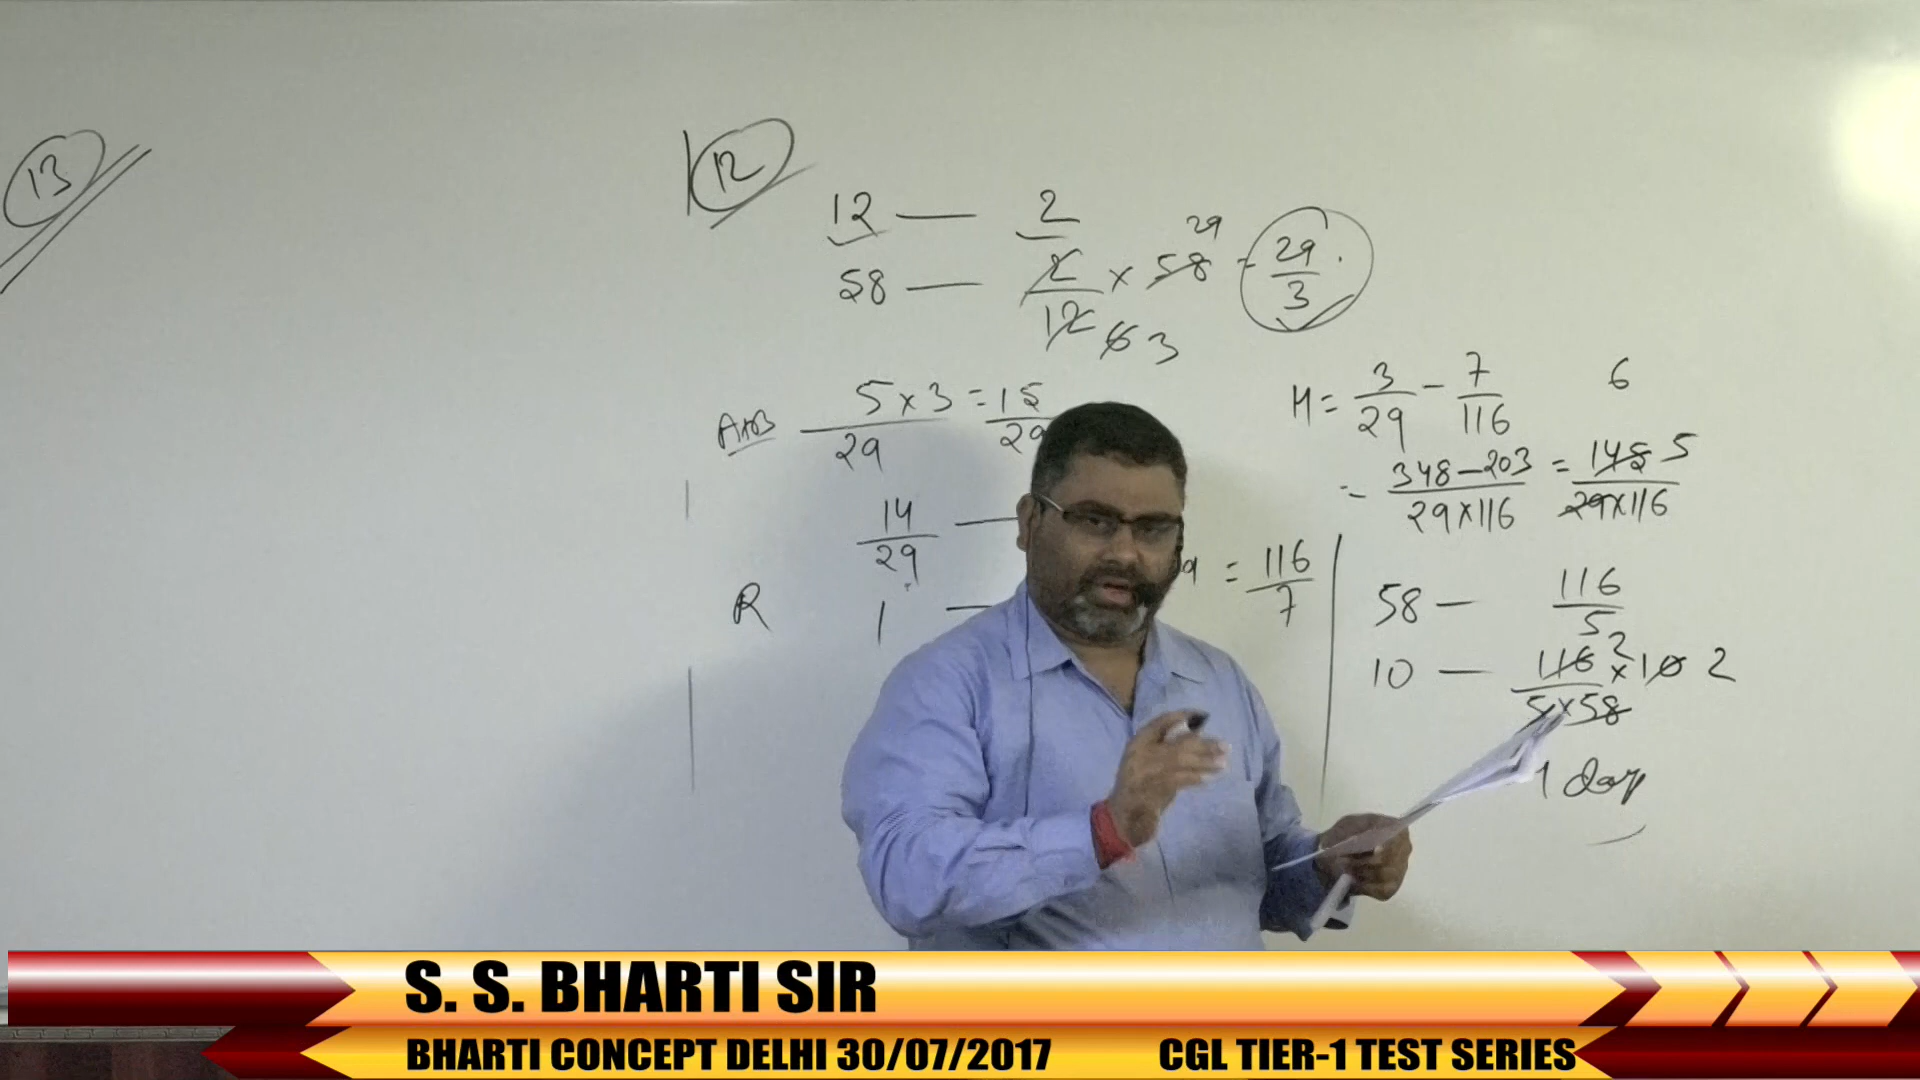 13
12
12 — 2
58 — 2/12 × 58 29 = 29/3
6 3
Ans 5×3/29 = 15/29
14/29 —
R 1 — 9 = 116/7
H = 3/29 − 7/116 6
= 348−203/29×116 = 145 5/29×116
58 — 116/5
10 — 116 2 × 10 2/5×58
1 day
S. S. BHARTI SIR
BHARTI CONCEPT DELHI 30/07/2017 CGL TIER-1 TEST SERIES